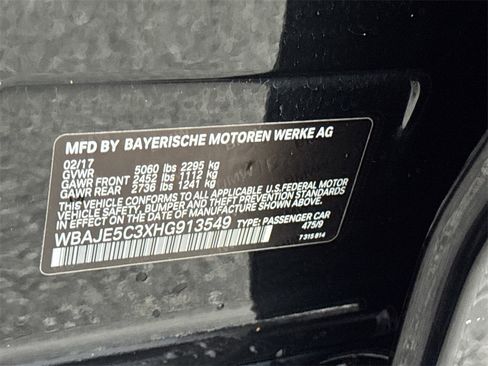 MFD BY BAYERISCHE MOTOREN WERKE AG
02/17
GVWR 5060 lbs 2295 kg
GAWR FRONT 2452 lbs 1112 kg
GAWR REAR 2736 lbs 1241 kg
THIS VEHICLE CONFORMS TO ALL APPLICABLE U.S.FEDERAL MOTOR
VEHICLE SAFETY, BUMPER, AND THEFT PREVENTION STANDARDS
IN EFFECT ON THE DATE OF MANUFACTURE SHOWN ABOVE.
WBAJE5C3XHG913549 TYPE: PASSENGER CAR
475/9
7 315 814